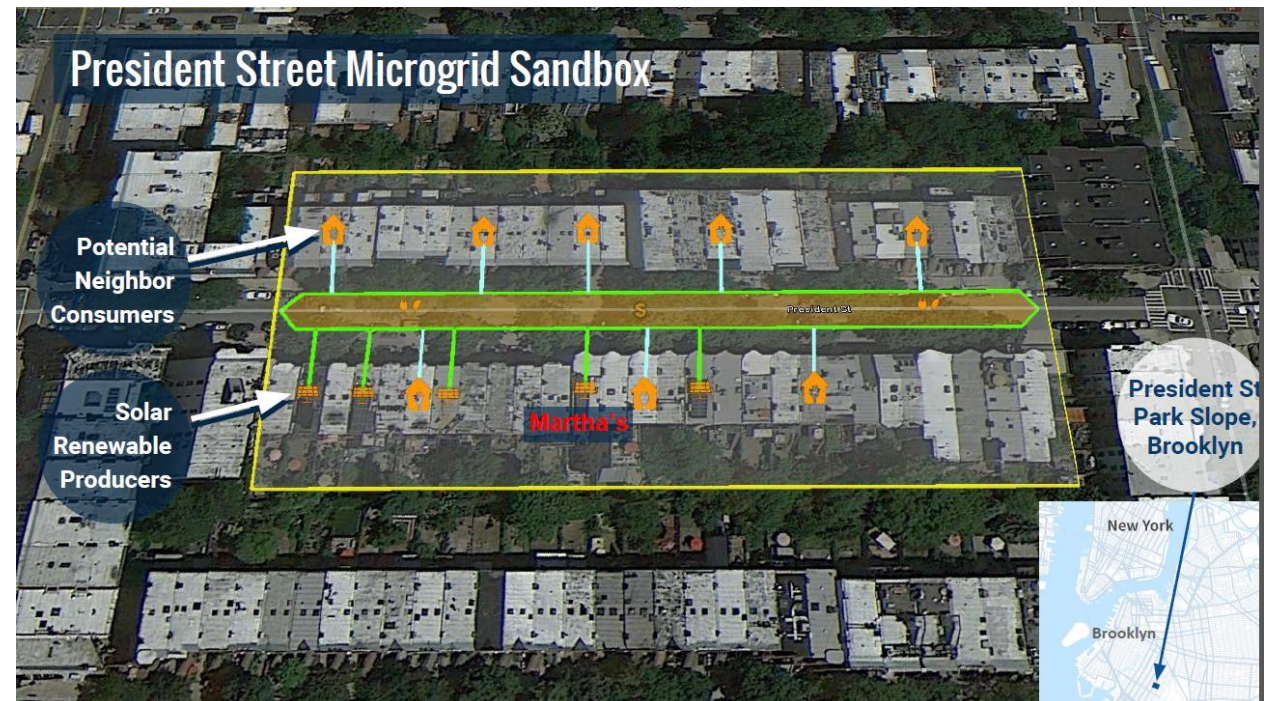 President Street Microgrid Sandbox
Potential
Neighbor
Consumers
$
President St
Solar
Renewable
Producers
Martha's
President St
Park Slope,
Brooklyn
New York
Brooklyn